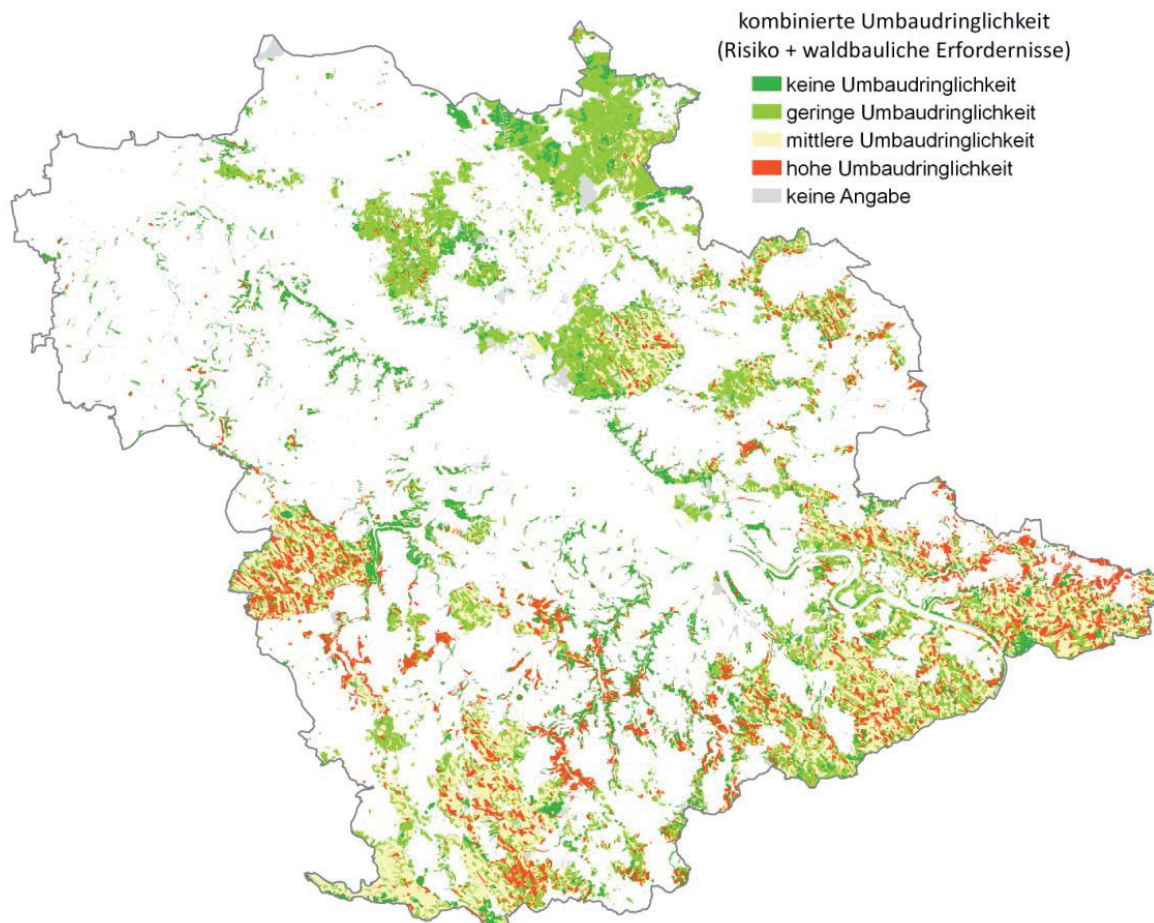 kombinierte Umbaudringlichkeit
(Risiko + waldbauliche Erfordernisse)
keine Umbaudringlichkeit
geringe Umbaudringlichkeit
mittlere Umbaudringlichkeit
hohe Umbaudringlichkeit
keine Angabe